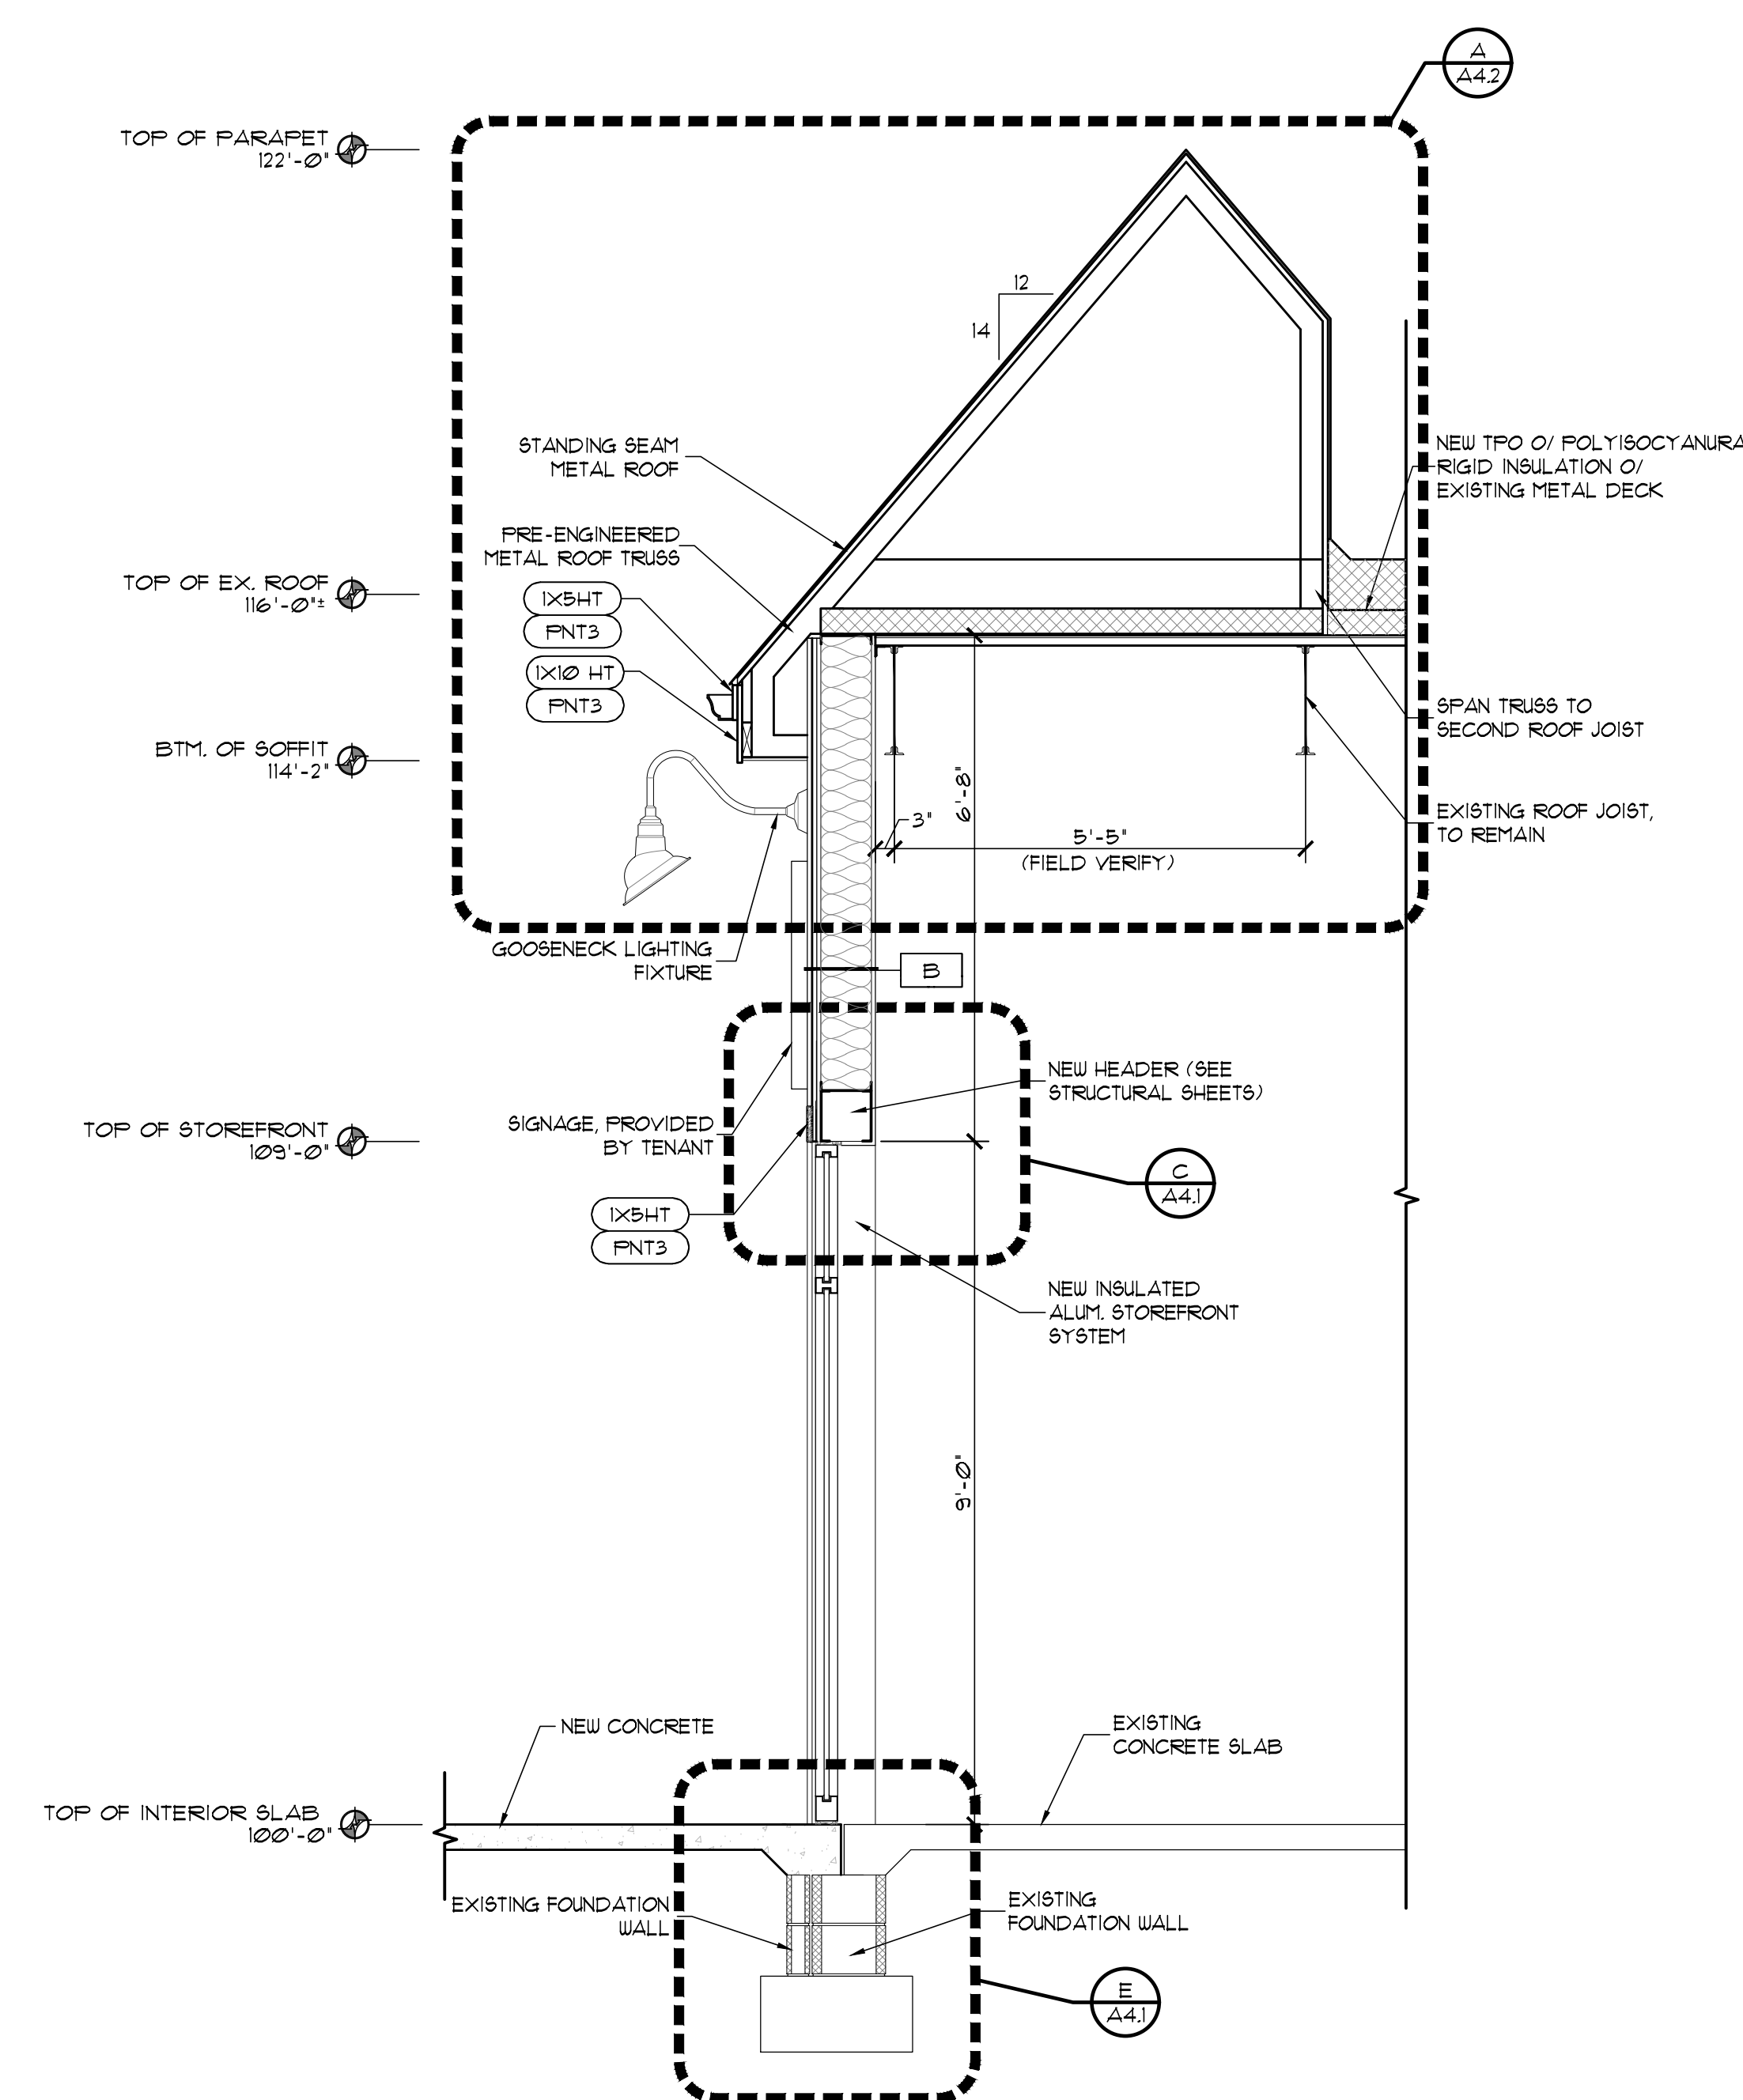 A
A4.2
TOP OF PARAPET
122'-0"
12
14
STANDING SEAM
METAL ROOF
NEW TPO O/ POLYISOCYANURA
RIGID INSULATION O/
EXISTING METAL DECK
PRE-ENGINEERED
METAL ROOF TRUSS
TOP OF EX. ROOF
116'-0"±
1X5HT
PNT3
1X10 HT
PNT3
SPAN TRUSS TO
SECOND ROOF JOIST
BTM. OF SOFFIT
114'-2"
6'-8"
3"
5'-5"
(FIELD VERIFY)
EXISTING ROOF JOIST,
TO REMAIN
GOOSENECK LIGHTING
FIXTURE
B
NEW HEADER (SEE
STRUCTURAL SHEETS)
SIGNAGE, PROVIDED
BY TENANT
TOP OF STOREFRONT
109'-0"
C
A4.1
1X5HT
PNT3
NEW INSULATED
ALUM. STOREFRONT
SYSTEM
9'-0"
NEW CONCRETE
EXISTING
CONCRETE SLAB
TOP OF INTERIOR SLAB
100'-0"
EXISTING FOUNDATION
WALL
EXISTING
FOUNDATION WALL
E
A4.1